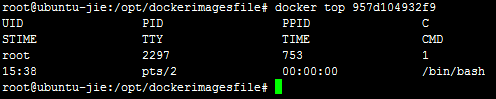 root@ubuntu-jie:/opt/dockerimagesfile# docker top 957d104932f9
UID PID PPID C
STIME TTY TIME CMD
root 2297 753 1
15:38 pts/2 00:00:00 /bin/bash
root@ubuntu-jie:/opt/dockerimagesfile#